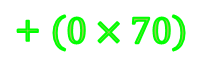 + (0 × 70)